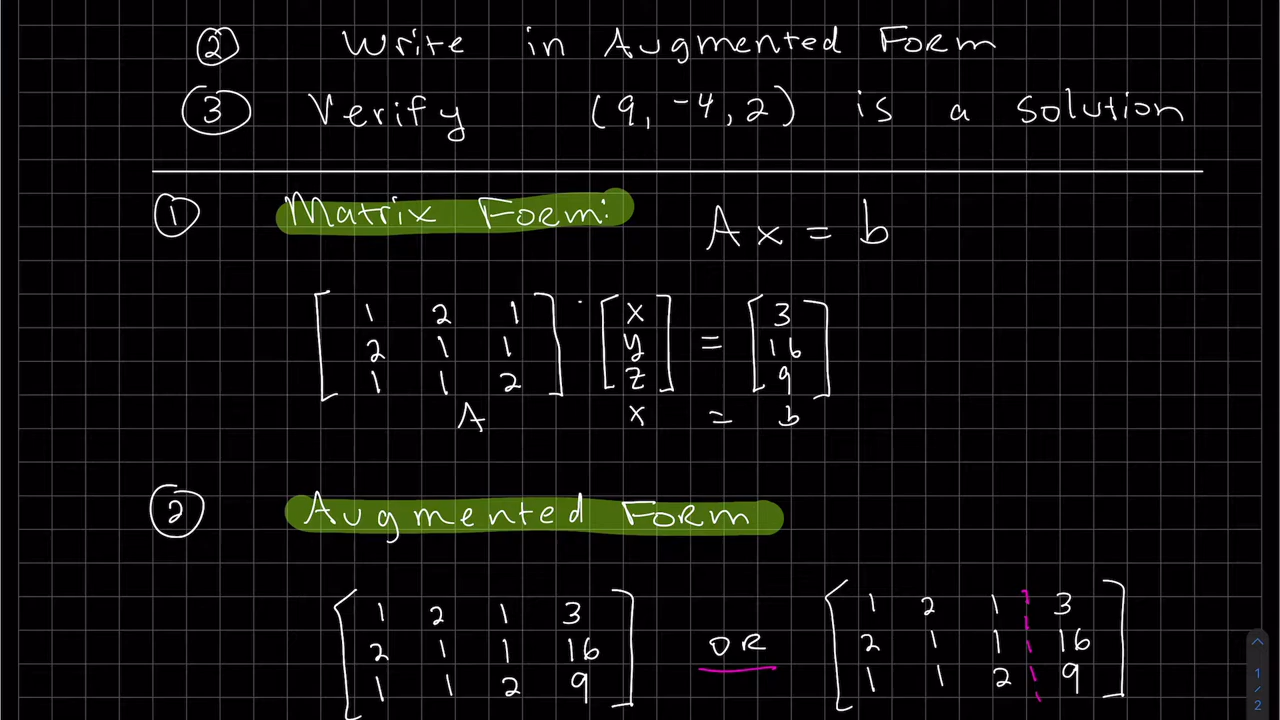 ② Write in Augmented Form
③ Verify (9, -4, 2) is a solution
① Matrix Form: Ax = b
[ 1 2 1 ] · [ x ] = [ 3 ]
[ 2 1 1 ] [ y ] [ 16 ]
[ 1 1 2 ] [ z ] [ 9 ]
A x = b
② Augmented Form
[ 1 2 1 3 ] [ 1 2 1 | 3 ]
[ 2 1 1 16 ] OR [ 2 1 1 | 16 ]
[ 1 1 2 9 ] [ 1 1 2 | 9 ]
1 / 2